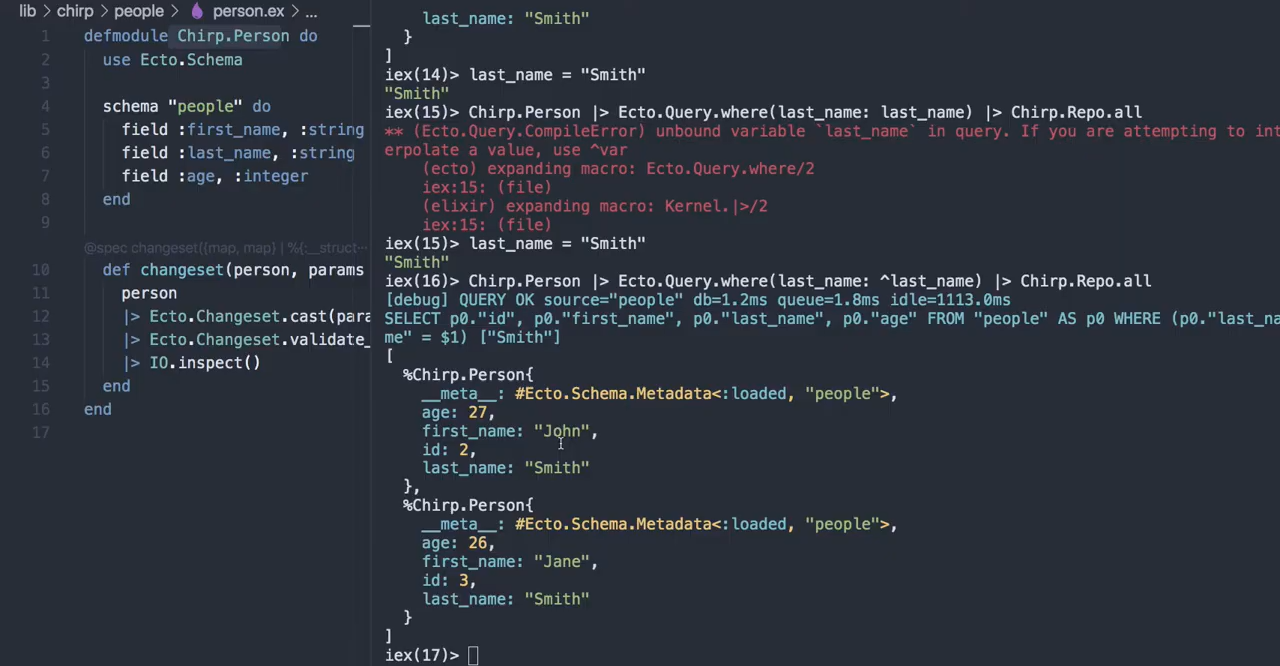 lib > chirp > people > person.ex > ...
1 defmodule Chirp.Person do
2 use Ecto.Schema
3
4 schema "people" do
5 field :first_name, :string
6 field :last_name, :string
7 field :age, :integer
8 end
9
@spec changeset({map, map} | %{:__struct…
10 def changeset(person, params
11 person
12 |> Ecto.Changeset.cast(para
13 |> Ecto.Changeset.validate_
14 |> IO.inspect()
15 end
16 end
17
last_name: "Smith"
}
]
iex(14)> last_name = "Smith"
"Smith"
iex(15)> Chirp.Person |> Ecto.Query.where(last_name: last_name) |> Chirp.Repo.all
** (Ecto.Query.CompileError) unbound variable `last_name` in query. If you are attempting to int
erpolate a value, use ^var
(ecto) expanding macro: Ecto.Query.where/2
iex:15: (file)
(elixir) expanding macro: Kernel.|>/2
iex:15: (file)
iex(15)> last_name = "Smith"
"Smith"
iex(16)> Chirp.Person |> Ecto.Query.where(last_name: ^last_name) |> Chirp.Repo.all
[debug] QUERY OK source="people" db=1.2ms queue=1.8ms idle=1113.0ms
SELECT p0."id", p0."first_name", p0."last_name", p0."age" FROM "people" AS p0 WHERE (p0."last_na
me" = $1) ["Smith"]
[
%Chirp.Person{
__meta__: #Ecto.Schema.Metadata<:loaded, "people">,
age: 27,
first_name: "John",
id: 2,
last_name: "Smith"
},
%Chirp.Person{
__meta__: #Ecto.Schema.Metadata<:loaded, "people">,
age: 26,
first_name: "Jane",
id: 3,
last_name: "Smith"
}
]
iex(17)>